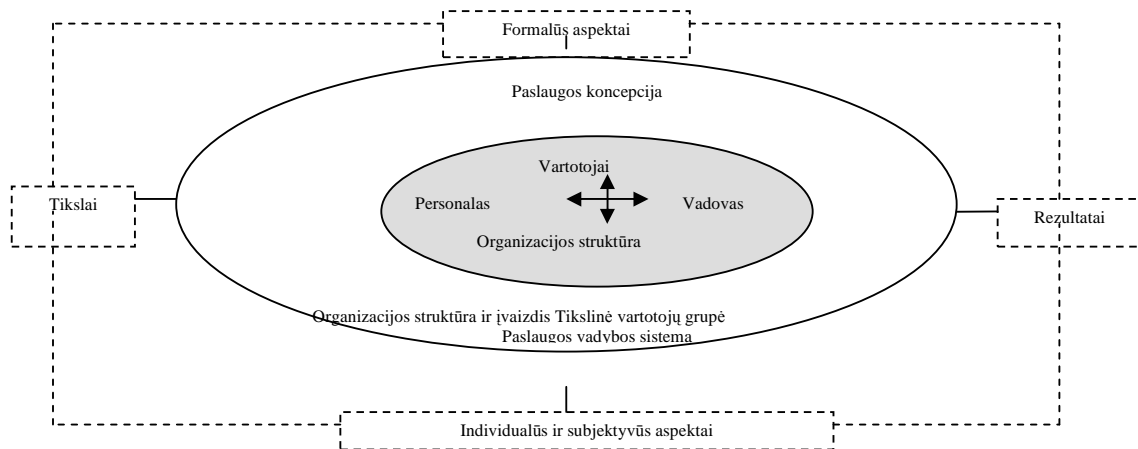 Formalūs aspektai
Paslaugos koncepcija
Vartotojai
Tikslai
Personalas
Vadovas
Rezultatai
Organizacijos struktūra
Organizacijos struktūra ir įvaizdis Tikslinė vartotojų grupė
Paslaugos vadybos sistema
Individualūs ir subjektyvūs aspektai